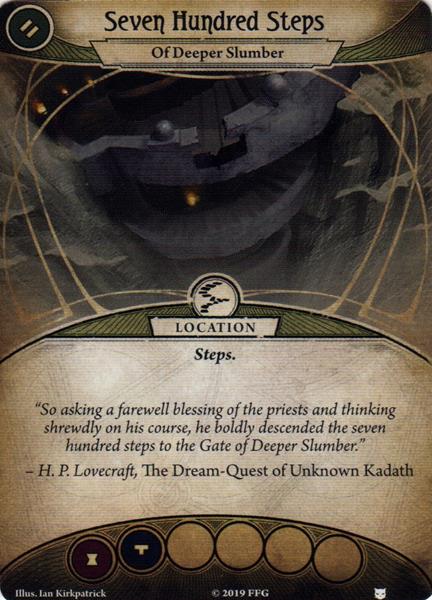 Seven Hundred Steps
Of Deeper Slumber
LOCATION
Steps.
“So asking a farewell blessing of the priests and thinking
shrewdly on his course, he boldly descended the seven
hundred steps to the Gate of Deeper Slumber.”
– H. P. Lovecraft, The Dream-Quest of Unknown Kadath
Illus. Ian Kirkpatrick
© 2019 FFG